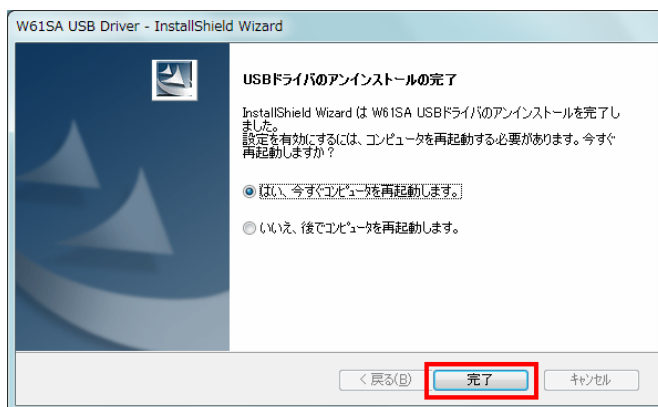 W61SA USB Driver - InstallShield Wizard
USBドライバのアンインストールの完了
InstallShield Wizard は W61SA USBドライバのアンインストールを完了し
ました。
設定を有効にするには、コンピュータを再起動する必要があります。今すぐ
再起動しますか?
はい、今すぐコンピュータを再起動します。
いいえ、後でコンピュータを再起動します。
< 戻る(B) 完了 キャンセル